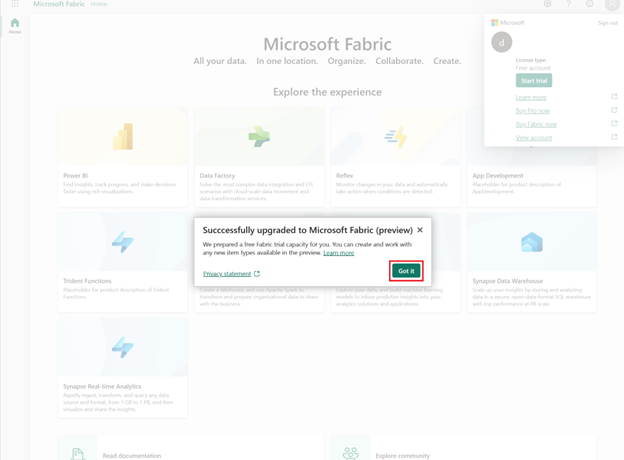 Microsoft Fabric Home
Microsoft
Sign out
d
License type:
Free account
Start trial
Learn more
Buy Pro now
Buy Fabric now
View account
Home
Microsoft Fabric
All your data. In one location. Organize. Collaborate. Create.
Explore the experience
Power BI
Find insights, track progress, and make decisions
faster using rich visualizations.
Data Factory
Solve the most complex data integration and ETL
scenarios with cloud-scale data movement and
data transformation services.
Reflex
Monitor changes in your data and automatically
take action when conditions are detected.
App Development
Placeholder for product description of
AppDevelopment.
Successfully upgraded to Microsoft Fabric (preview)
We prepared a free Fabric trial capacity for you. You can create and work with
any new item types available in the preview. Learn more
Privacy statement
Got it
Trident Functions
Placeholder for product description of Trident
Functions.
Create a lakehouse, and use Apache Spark to
transform and prepare organizational data to share
with the business.
Explore your data, and build machine learning
models to infuse predictive insights into your
analytics solutions and applications.
Synapse Data Warehouse
Scale up your insights by storing and analyzing
data in a secure, open-data format SQL warehouse
with top performance at PB scale.
Synapse Real-time Analytics
Rapidly ingest, transform, and query any data
source and format, from 1 GB to 1 PB, and then
visualize and share the insights.
Read documentation
Explore community